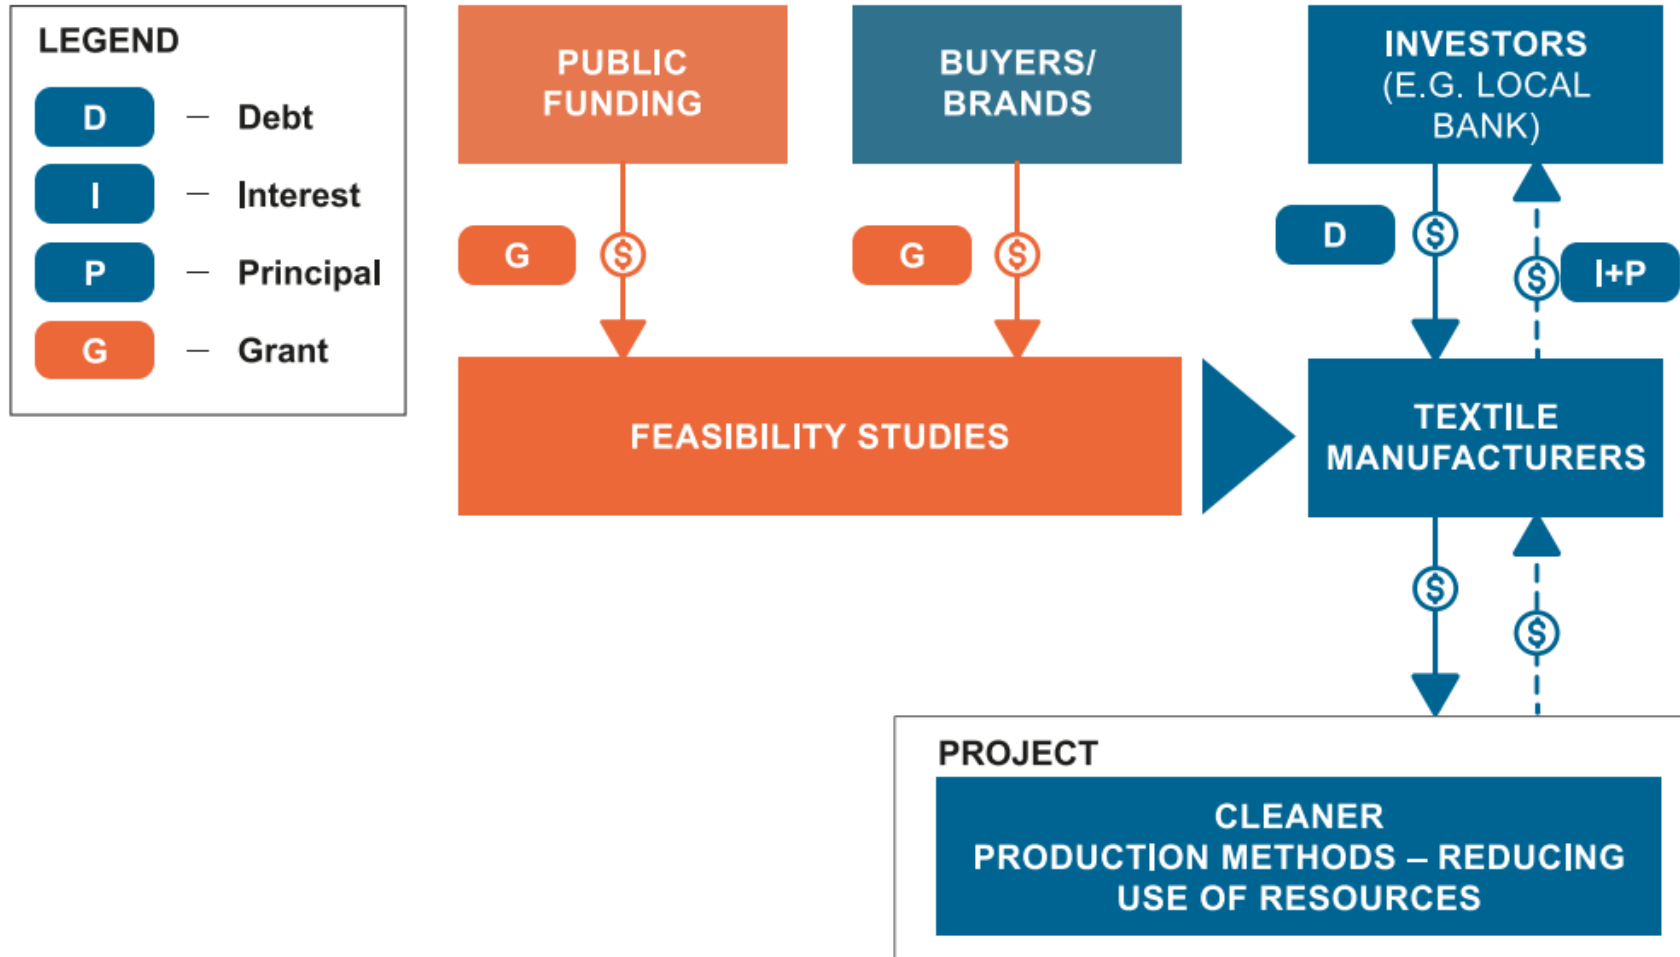 LEGEND
D – Debt
I – Interest
P – Principal
G – Grant
PUBLIC
FUNDING
BUYERS/
BRANDS
INVESTORS
(E.G. LOCAL
BANK)
G
$
G
$
D
$
$
I+P
FEASIBILITY STUDIES
TEXTILE
MANUFACTURERS
$
$
PROJECT
CLEANER
PRODUCTION METHODS – REDUCING
USE OF RESOURCES